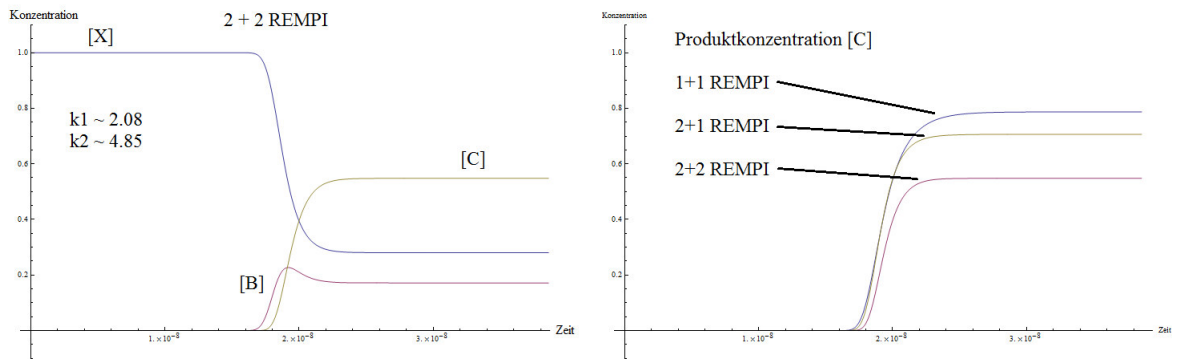 Konzentration
2 + 2 REMPI
[X]
1.0
0.8
k1 ~ 2.08
k2 ~ 4.85
0.6
[C]
0.4
0.2
[B]
Zeit
1.×10⁻⁸
2.×10⁻⁸
3.×10⁻⁸
Konzentration
Produktkonzentration [C]
1.0
1+1 REMPI
0.8
2+1 REMPI
2+2 REMPI
0.6
0.4
0.2
Zeit
1.×10⁻⁸
2.×10⁻⁸
3.×10⁻⁸